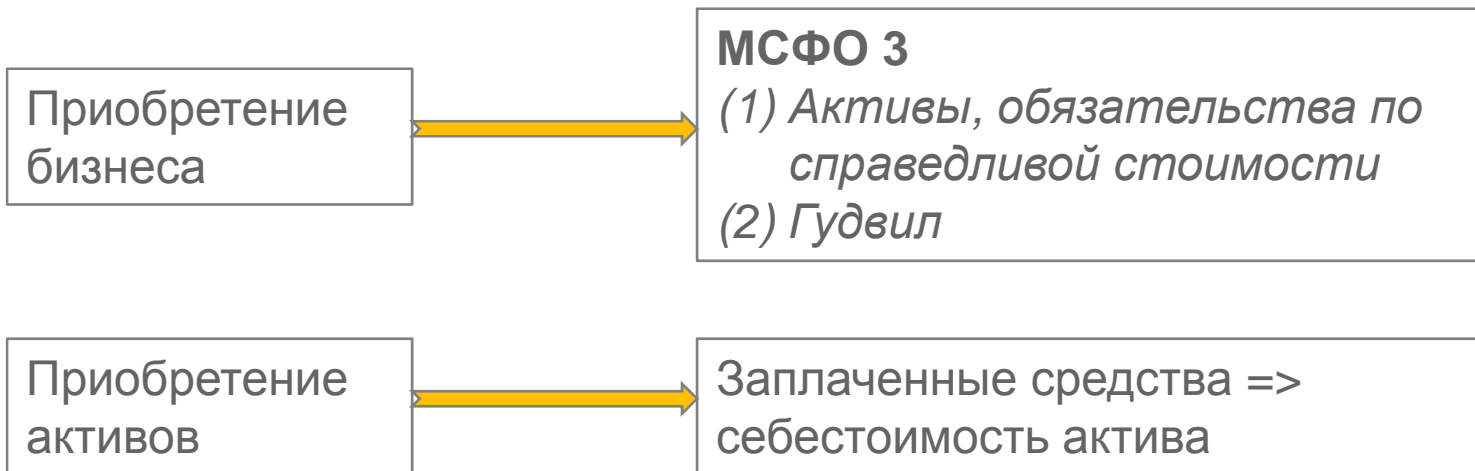 Приобретение
бизнеса
МСФО 3
(1) Активы, обязательства по
справедливой стоимости
(2) Гудвил
Приобретение
активов
Заплаченные средства =>
себестоимость актива